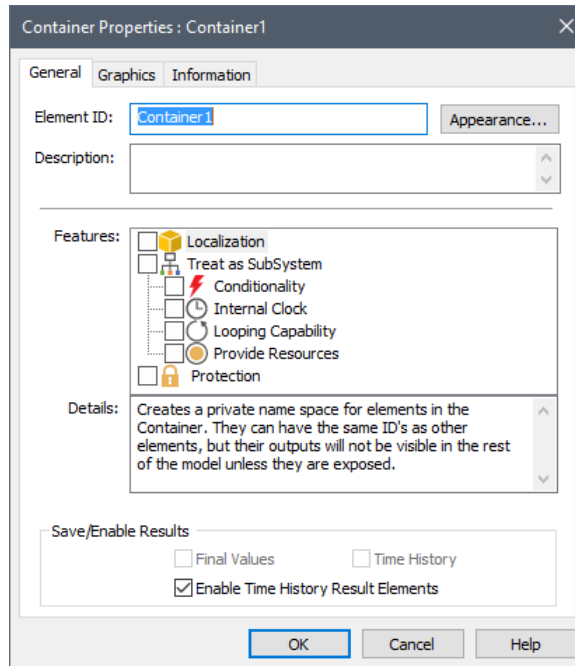 Container Properties : Container1
General Graphics Information
Element ID: Container1 Appearance...
Description:
Features: Localization
Treat as SubSystem
Conditionality
Internal Clock
Looping Capability
Provide Resources
Protection
Details: Creates a private name space for elements in the
Container. They can have the same ID's as other
elements, but their outputs will not be visible in the rest
of the model unless they are exposed.
Save/Enable Results
Final Values Time History
Enable Time History Result Elements
OK Cancel Help